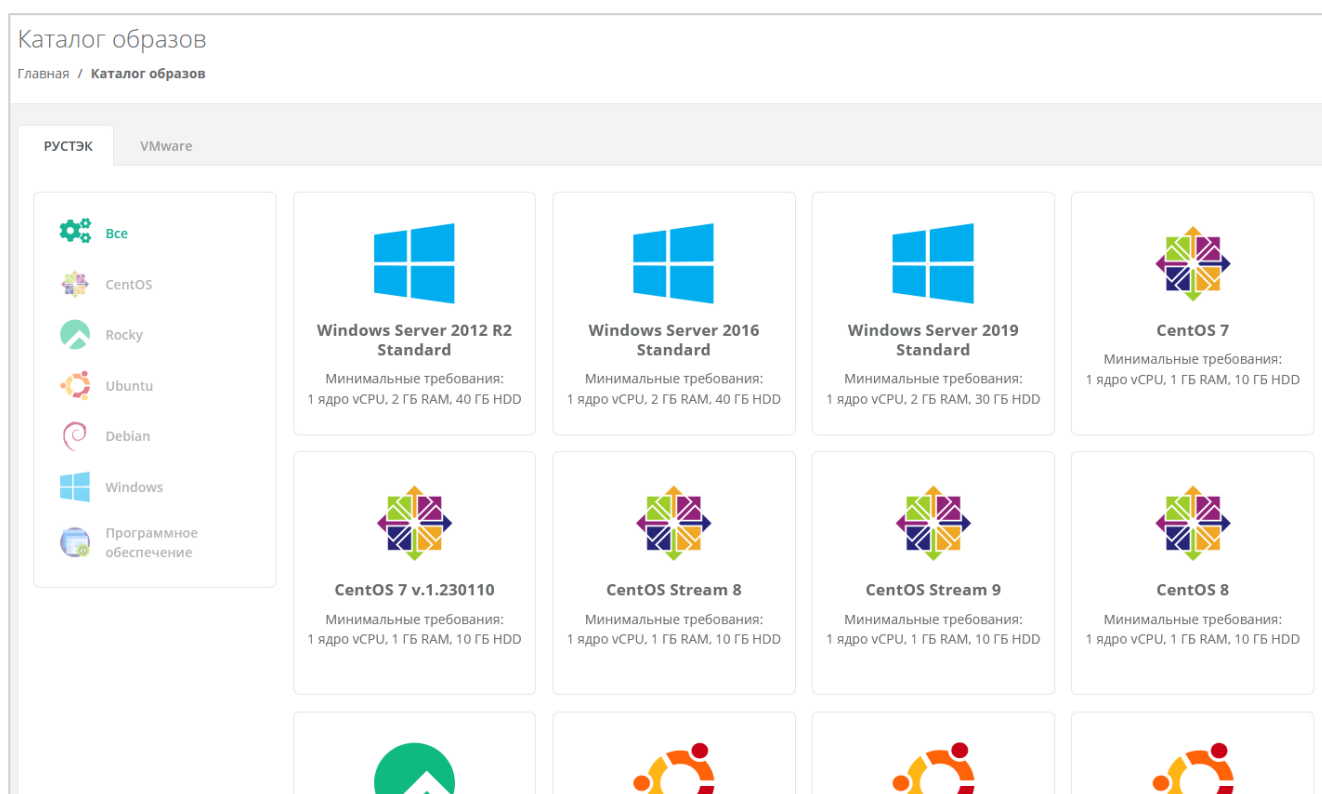 Каталог образов
Главная / Каталог образов
РУСТЭК
VMware
Все
CentOS
Rocky
Ubuntu
Debian
Windows
Программное
обеспечение
Windows Server 2012 R2
Standard
Минимальные требования:
1 ядро vCPU, 2 ГБ RAM, 40 ГБ HDD
Windows Server 2016
Standard
Минимальные требования:
1 ядро vCPU, 2 ГБ RAM, 40 ГБ HDD
Windows Server 2019
Standard
Минимальные требования:
1 ядро vCPU, 2 ГБ RAM, 30 ГБ HDD
CentOS 7
Минимальные требования:
1 ядро vCPU, 1 ГБ RAM, 10 ГБ HDD
CentOS 7 v.1.230110
Минимальные требования:
1 ядро vCPU, 1 ГБ RAM, 10 ГБ HDD
CentOS Stream 8
Минимальные требования:
1 ядро vCPU, 1 ГБ RAM, 10 ГБ HDD
CentOS Stream 9
Минимальные требования:
1 ядро vCPU, 1 ГБ RAM, 10 ГБ HDD
CentOS 8
Минимальные требования:
1 ядро vCPU, 1 ГБ RAM, 10 ГБ HDD